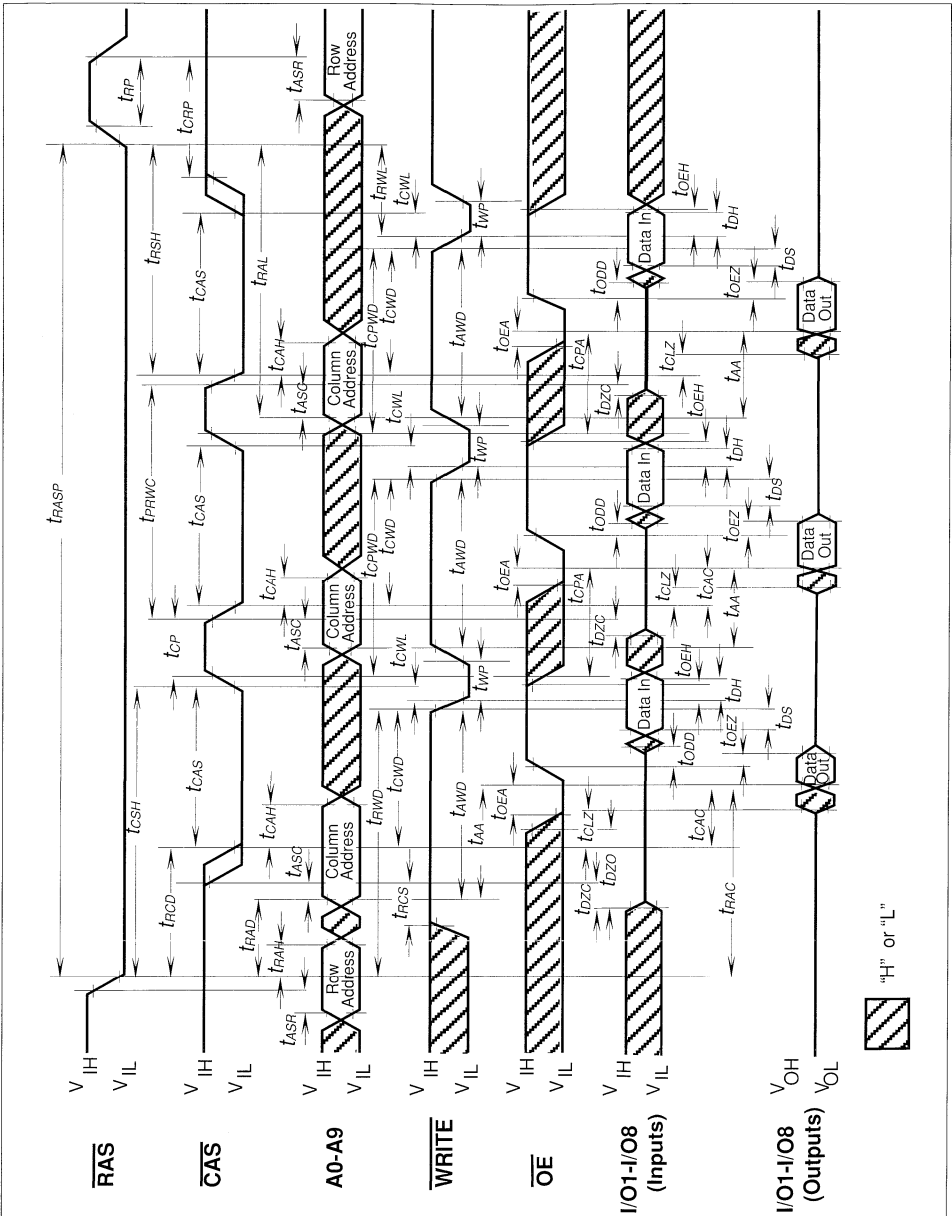 RAS
V IH
V IL
tRASP
tRP
CAS
V IH
V IL
tRCD
tCSH
tCAS
tCP
tPRWC
tCAS
tRSH
tCAS
tCRP
A0-A9
V IH
V IL
tASR
tRAH
tRAD
tASC
tCAH
tASC
tCAH
tASC
tCAH
tRAL
tASR
Row Address
Column Address
Column Address
Column Address
Row Address
WRITE
V IH
V IL
tRCS
tRWD
tCWD
tAWD
tCWL
tWP
tCPWD
tCWD
tAWD
tCWL
tWP
tCPWD
tCWD
tAWD
tRWL
tCWL
tWP
OE
V IH
V IL
tAA
tOEA
tOEA
tCPA
tOEA
tCPA
I/O1-I/O8
(Inputs)
V IH
V IL
tDZC
tDZO
tCLZ
tODD
Data In
tOEH
tDH
tDS
tDZC
tCLZ
tODD
Data In
tOEH
tDH
tDS
tDZC
tCLZ
tODD
Data In
tOEH
tDH
tDS
tRAC
tCAC
tOEZ
tAA
tCAC
tOEZ
tAA
tOEZ
I/O1-I/O8
(Outputs)
VOH
VOL
Data Out
Data Out
Data Out
"H" or "L"